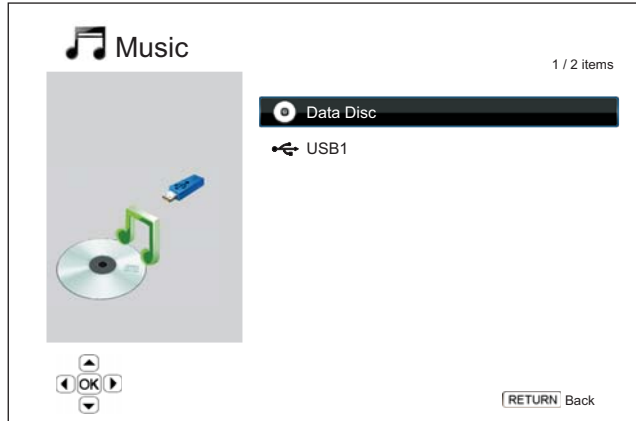 Music
1 / 2 items
Data Disc
USB1
OK
RETURN Back